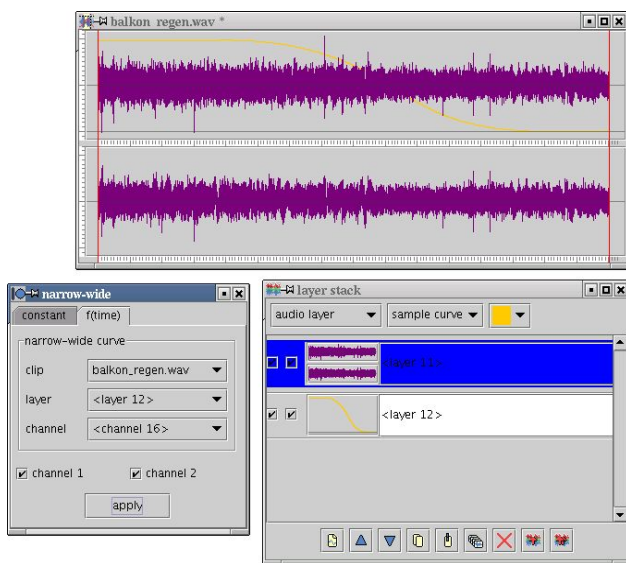 balkon_regen.wav *
narrow-wide
constant
f(time)
narrow-wide curve
clip
balkon_regen.wav
layer
<layer 12>
channel
<channel 16>
channel 1
channel 2
apply
layer stack
audio layer
sample curve
<layer 11>
<layer 12>